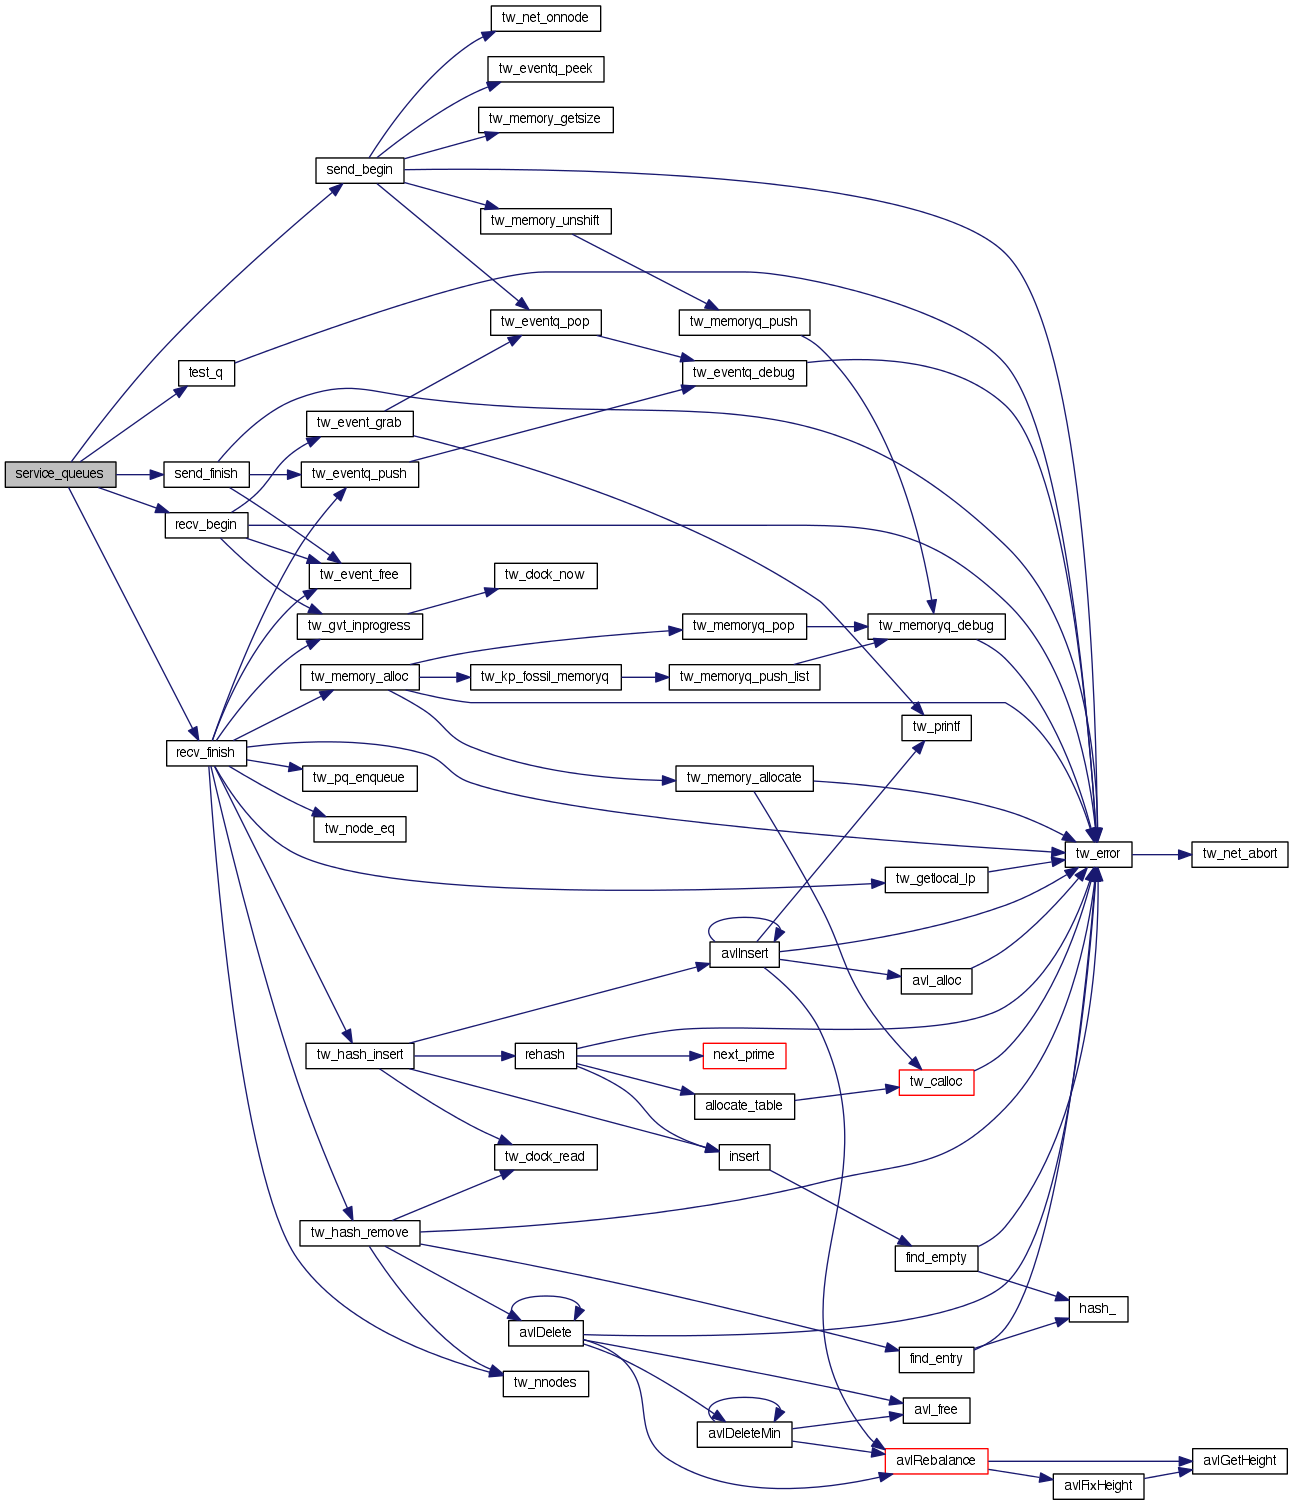 tw_net_onnode
tw_eventq_peek
tw_memory_getsize
send_begin
tw_memory_unshift
tw_eventq_pop
tw_memoryq_push
test_q
tw_eventq_debug
tw_event_grab
service_queues
send_finish
tw_eventq_push
recv_begin
tw_event_free
tw_clock_now
tw_gvt_inprogress
tw_memoryq_pop
tw_memoryq_debug
tw_memory_alloc
tw_kp_fossil_memoryq
tw_memoryq_push_list
tw_printf
recv_finish
tw_pq_enqueue
tw_memory_allocate
tw_node_eq
tw_error
tw_net_abort
tw_getlocal_lp
avlInsert
avl_alloc
tw_hash_insert
rehash
next_prime
tw_calloc
allocate_table
tw_clock_read
insert
tw_hash_remove
find_empty
hash_
avlDelete
find_entry
tw_nnodes
avl_free
avlDeleteMin
avlRebalance
avlGetHeight
avlFixHeight